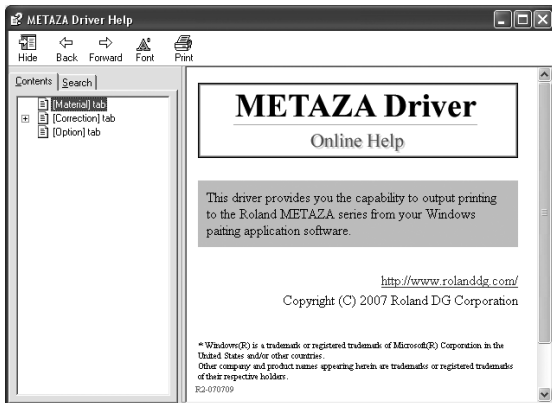 METAZA Driver Help
Hide Back Forward Font Print
Contents Search
[Material] tab
[Correction] tab
[Option] tab
METAZA Driver
Online Help
This driver provides you the capability to output printing
to the Roland METAZA series from your Windows
paiting application software.
http://www.rolanddg.com/
Copyright (C) 2007 Roland DG Corporation
* Windows(R) is a trademark or registered trademark of Microsoft(R) Corporation in the
United States and/or other countries.
Other company and product names appearing herein are trademarks or registered trademarks
of their respective holders.
R2-070709